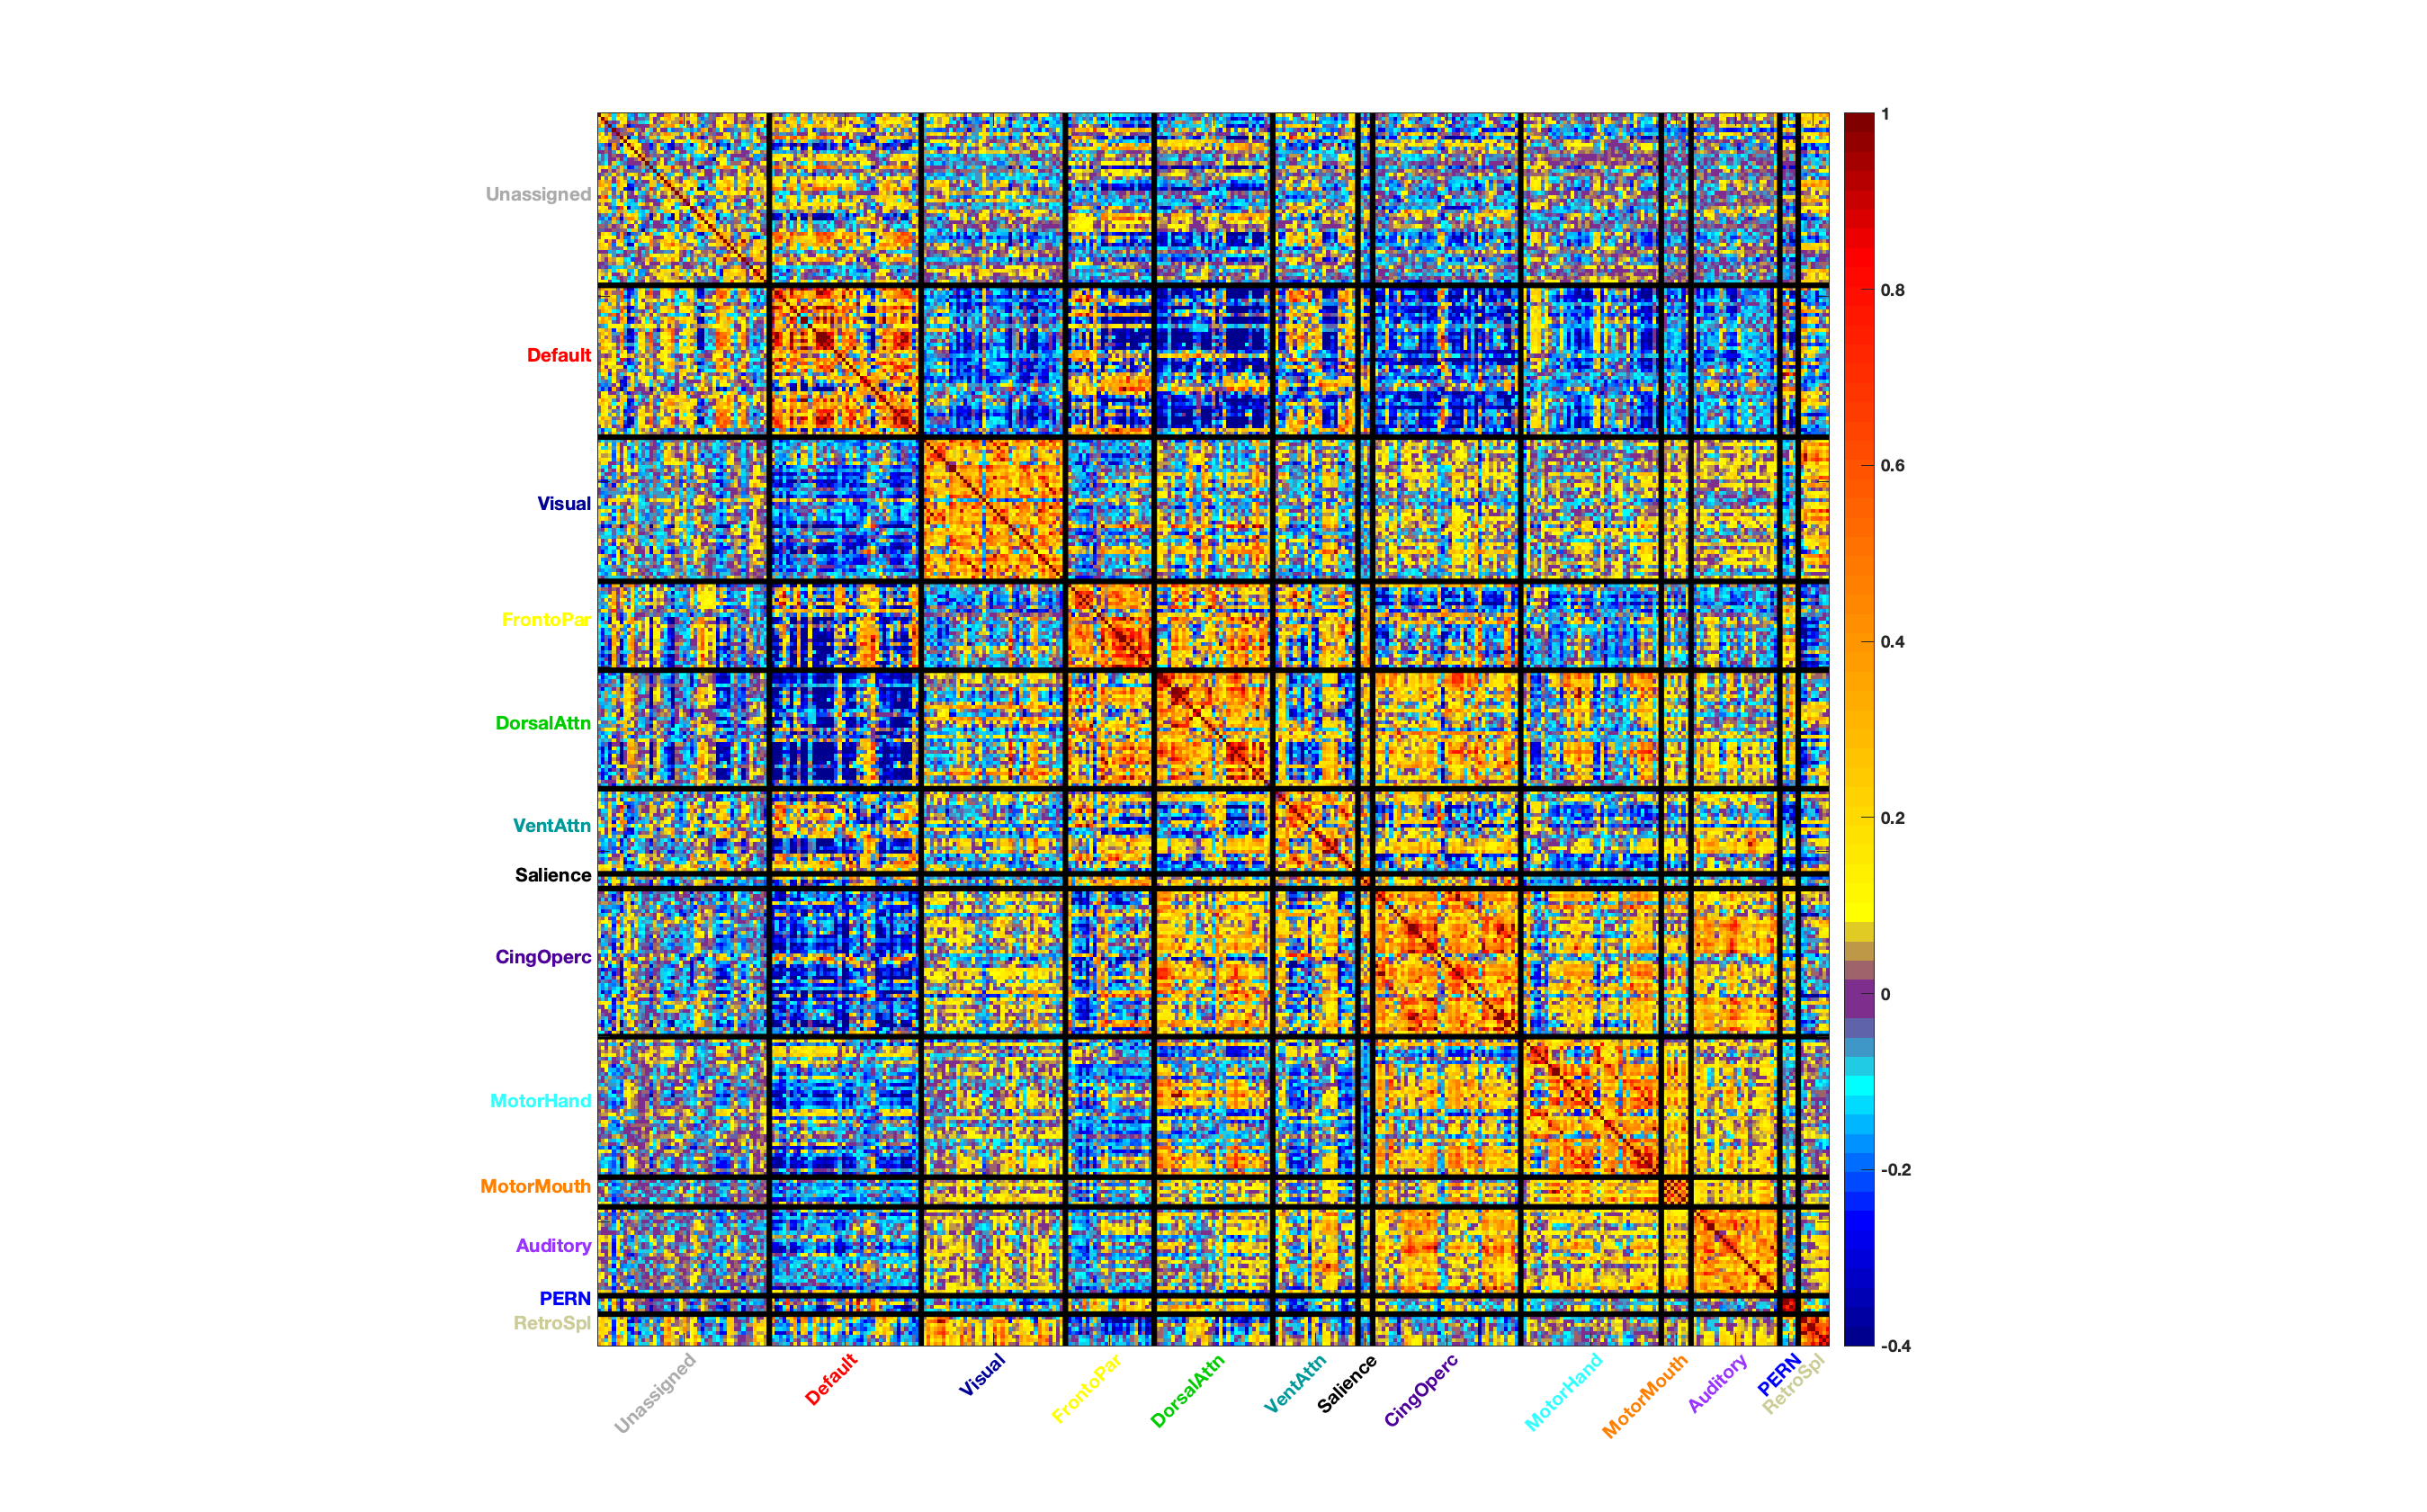 Unassigned
Default
Visual
FrontoPar
DorsalAttn
VentAttn
Salience
CingOperc
MotorHand
MotorMouth
Auditory
PERN
RetroSpl
Unassigned
Default
Visual
FrontoPar
DorsalAttn
VentAttn
Salience
CingOperc
MotorHand
MotorMouth
Auditory
PERN
RetroSpl
1
0.8
0.6
0.4
0.2
0
-0.2
-0.4